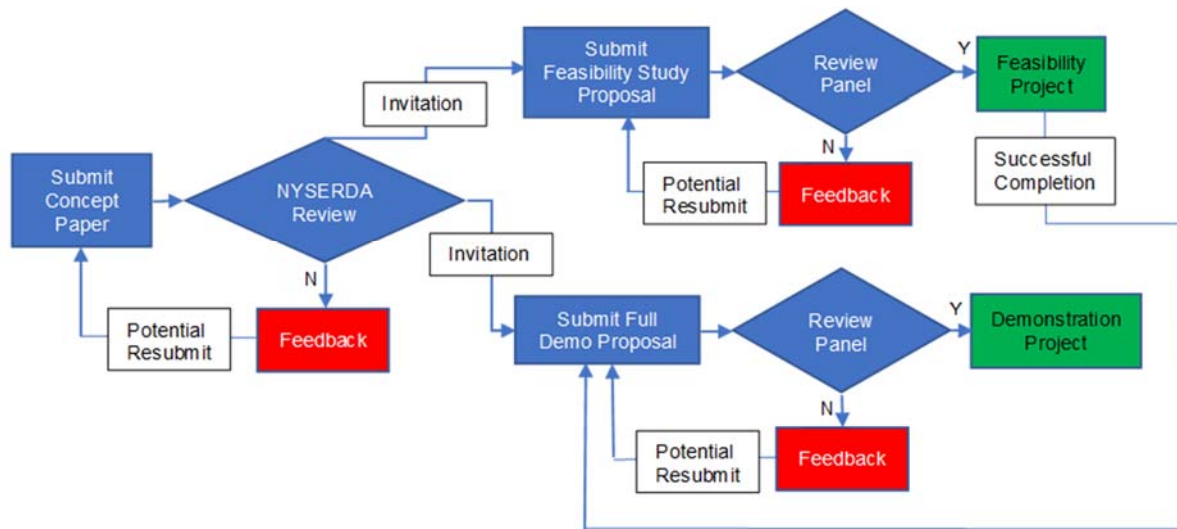 Submit
Concept
Paper
NYSERDA
Review
N
Feedback
Potential
Resubmit
Invitation
Submit
Feasibility Study
Proposal
Review
Panel
Y
Feasibility
Project
N
Feedback
Potential
Resubmit
Successful
Completion
Invitation
Submit Full
Demo Proposal
Review
Panel
Y
Demonstration
Project
N
Feedback
Potential
Resubmit